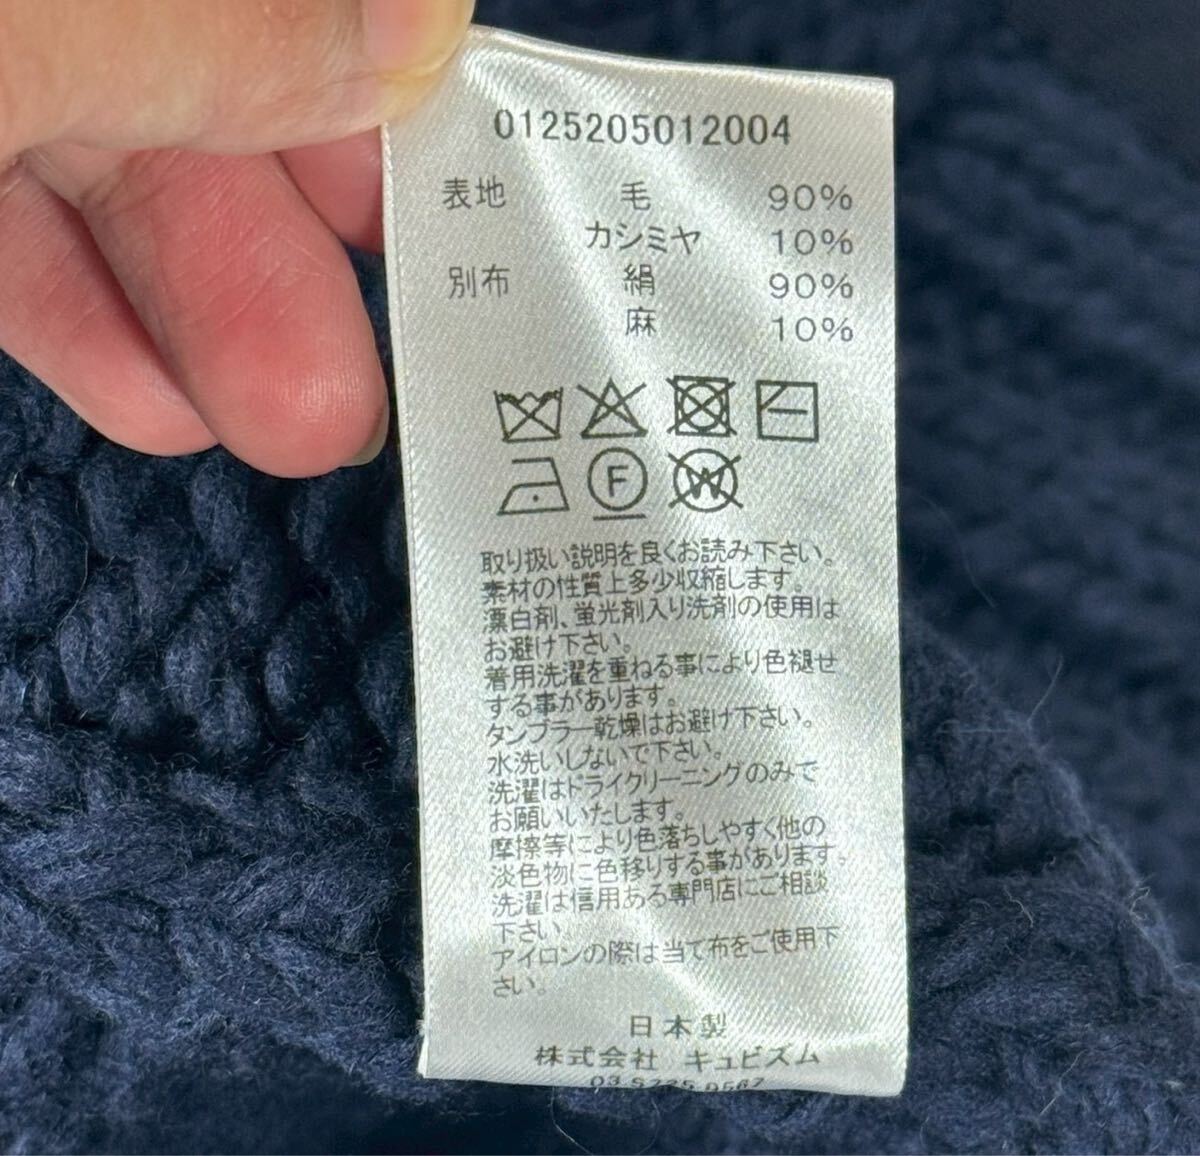 0125205012004
表地 毛 90%
カシミヤ 10%
別布 絹 90%
麻 10%
F
W
取り扱い説明を良くお読み下さい。
素材の性質上多少収縮します。
漂白剤、蛍光剤入り洗剤の使用は
お避け下さい。
着用洗濯を重ねる事により色褪せ
する事があります。
タンブラー乾燥はお避け下さい。
水洗いしないで下さい。
洗濯はドライクリーニングのみで
お願いいたします。
摩擦等により色落ちしやすく他の
淡色物に色移りする事があります。
洗濯は信用ある専門店にご相談
下さい。
アイロンの際は当て布をご使用下
さい。
日本製
株式会社 キュビズム
03 5725 0567